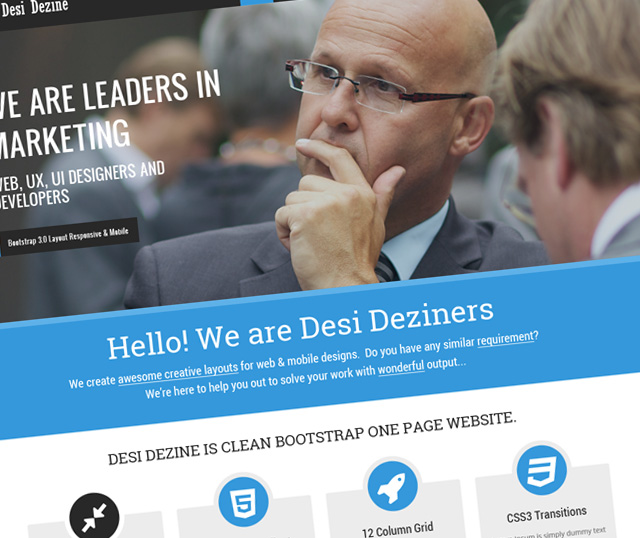 Desi Dezine
WE ARE LEADERS IN
MARKETING
WEB, UX, UI DESIGNERS AND
DEVELOPERS
Bootstrap 3.0 Layout Responsive & Mobile
Hello! We are Desi Deziners
We create awesome creative layouts for web & mobile designs. Do you have any similar requirement?
We're here to help you out to solve your work with wonderful output...
DESI DEZINE IS CLEAN BOOTSTRAP ONE PAGE WEBSITE.
12 Column Grid
CSS3 Transitions
Ipsum is simply dummy text